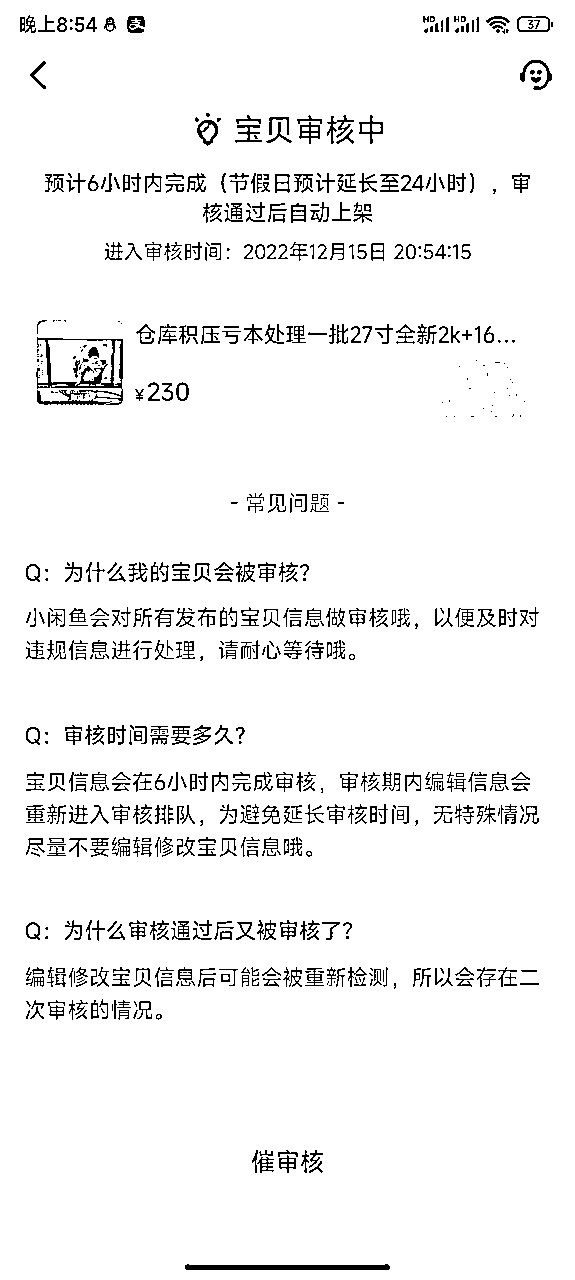 晚上8:54 支 HD HD 37
宝贝审核中
预计6小时内完成（节假日预计延长至24小时），审
核通过后自动上架
进入审核时间：2022年12月15日 20:54:15
仓库积压亏本处理一批27寸全新2k+16...
¥230
- 常见问题 -
Q：为什么我的宝贝会被审核？
小闲鱼会对所有发布的宝贝信息做审核哦，以便及时对
违规信息进行处理，请耐心等待哦。
Q：审核时间需要多久？
宝贝信息会在6小时内完成审核，审核期内编辑信息会
重新进入审核排队，为避免延长审核时间，无特殊情况
尽量不要编辑修改宝贝信息哦。
Q：为什么审核通过后又被审核了？
编辑修改宝贝信息后可能会被重新检测，所以会存在二
次审核的情况。
催审核